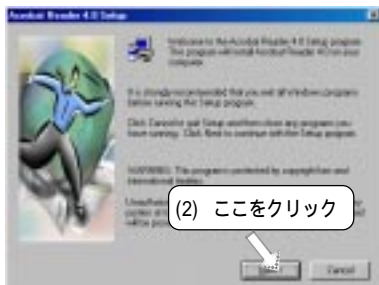 Acrobat Reader 4.0 Setup
Welcome to the Acrobat Reader 4.0 Setup program.
This program will install Acrobat Reader 4.0 on your
computer.
It is strongly recommended that you exit all Windows programs
before running this Setup program.
Click Cancel to quit Setup and then close any programs you
have running. Click Next to continue with the Setup program.
WARNING: This program is protected by copyright law and
international treaties.
(2) ここをクリック
Cancel